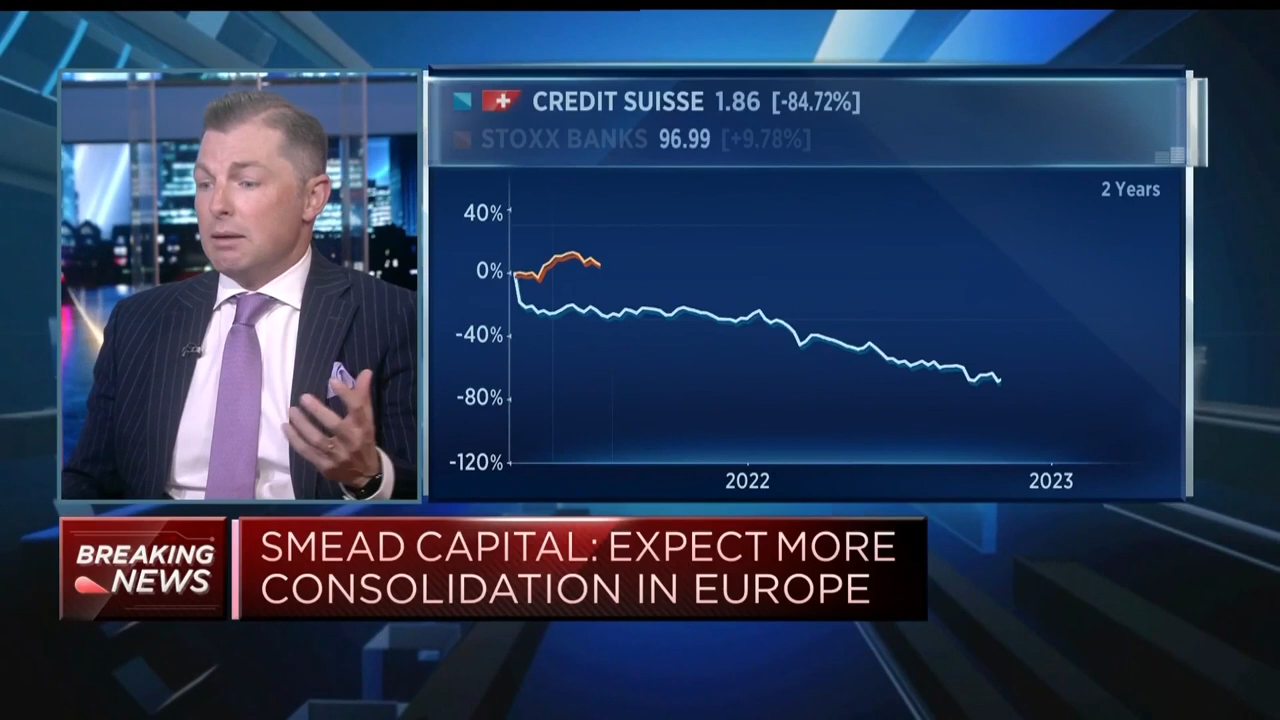 CREDIT SUISSE 1.86 [-84.72%]
STOXX BANKS 96.99 [+9.78%]
2 Years
40%
0%
-40%
-80%
-120%
2022
2023
BREAKING
NEWS
SMEAD CAPITAL: EXPECT MORE
CONSOLIDATION IN EUROPE